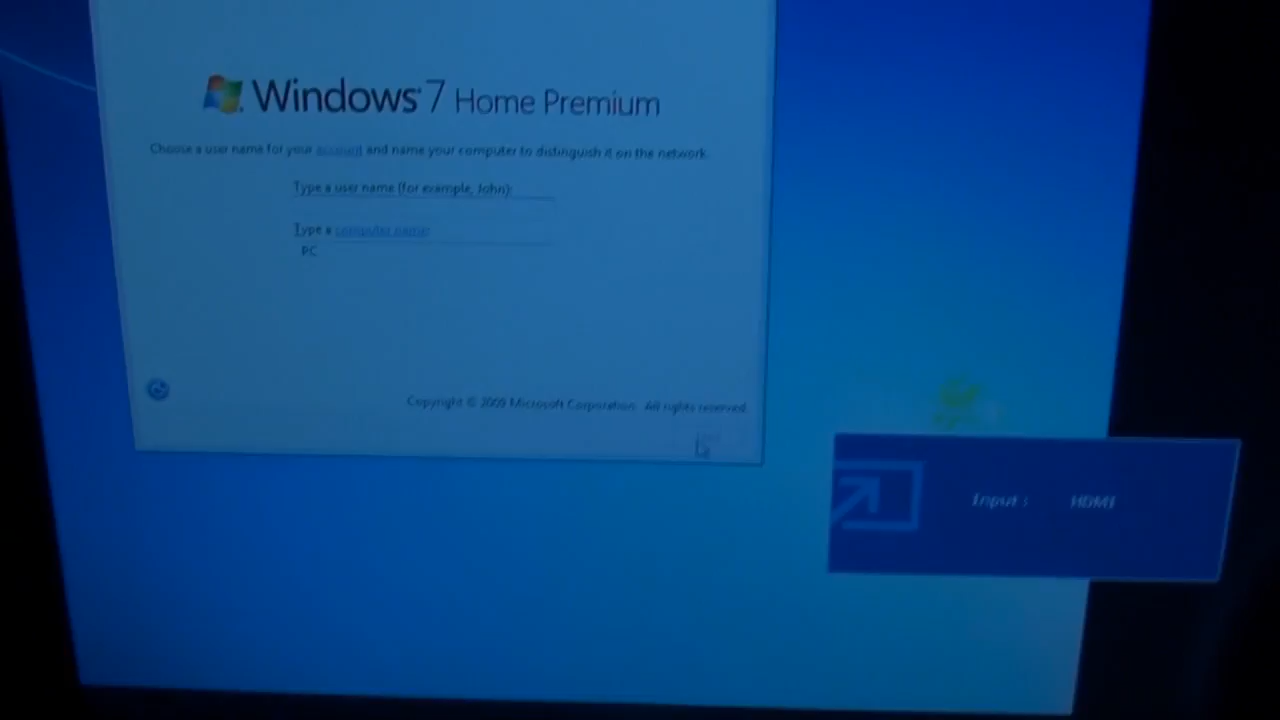 Windows 7 Home Premium
Choose a user name for your account and name your computer to distinguish it on the network.
Type a user name (for example, John):
Type a computer name:
PC
Copyright © 2009 Microsoft Corporation. All rights reserved.
Input : HDMI